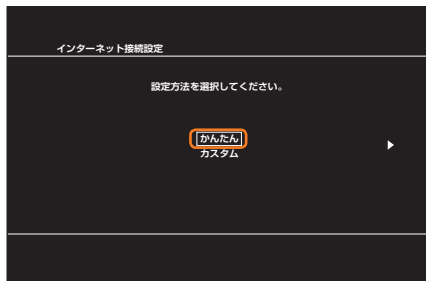 インターネット接続設定
設定方法を選択してください。
かんたん
カスタム